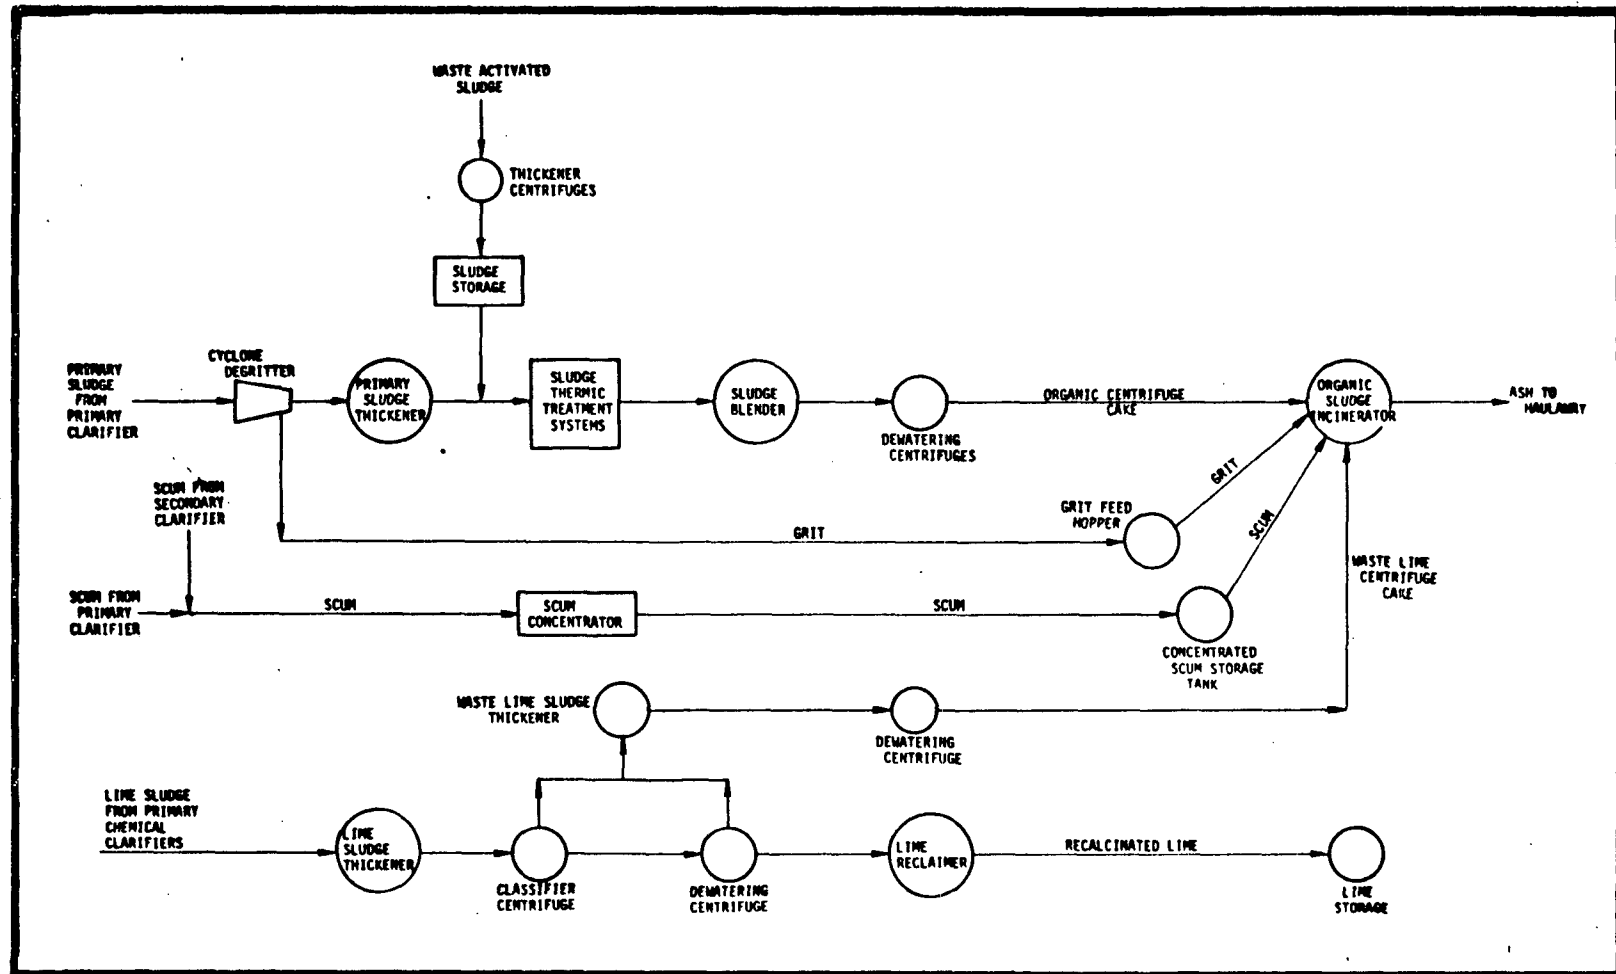 WASTE ACTIVATED
SLUDGE
THICKENER
CENTRIFUGES
SLUDGE
STORAGE
PRIMARY
SLUDGE
FROM
PRIMARY
CLARIFIER
CYCLONE
DEGRITTER
PRIMARY
SLUDGE
THICKENER
SLUDGE
THERMIC
TREATMENT
SYSTEMS
SLUDGE
BLENDER
DEWATERING
CENTRIFUGES
ORGANIC CENTRIFUGE
CAKE
ORGANIC
SLUDGE
INCINERATOR
ASH TO
HAULAWAY
SCUM FROM
SECONDARY
CLARIFIER
GRIT
GRIT FEED
HOPPER
GRIT
SCUM
WASTE LIME
CENTRIFUGE
CAKE
SCUM FROM
PRIMARY
CLARIFIER
SCUM
SCUM
CONCENTRATOR
SCUM
CONCENTRATED
SCUM STORAGE
TANK
WASTE LIME SLUDGE
THICKENER
DEWATERING
CENTRIFUGE
LIME SLUDGE
FROM PRIMARY
CHEMICAL
CLARIFIERS
LIME
SLUDGE
THICKENER
CLASSIFIER
CENTRIFUGE
DEWATERING
CENTRIFUGE
LIME
RECLAIMER
RECALCINATED LIME
LIME
STORAGE